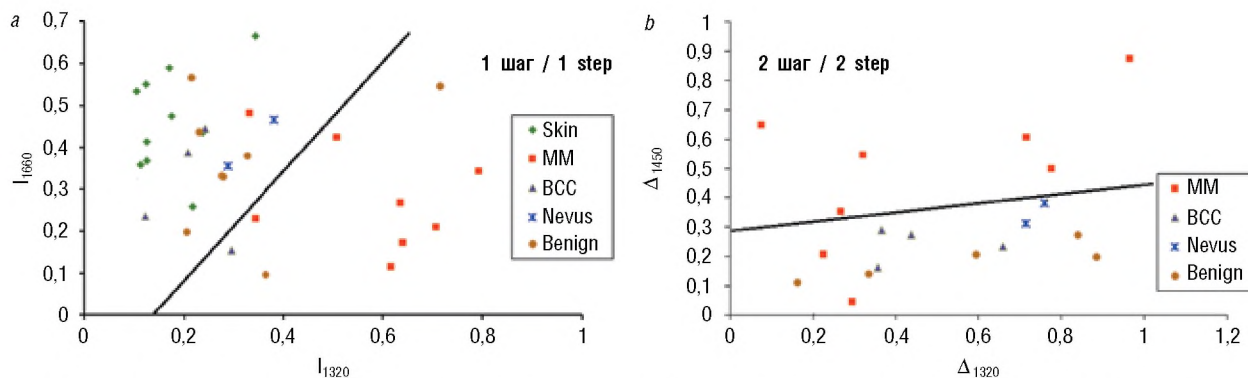 a
0,7
0,6
0,5
0,4
0,3
0,2
0,1
0
I1660
0
0,2
0,4
0,6
0,8
1
I1320
1 шаг / 1 step
Skin
MM
BCC
Nevus
Benign
b
1
0,9
0,8
0,7
0,6
0,5
0,4
0,3
0,2
0,1
0
Δ1450
0
0,2
0,4
0,6
0,8
1
1,2
Δ1320
2 шаг / 2 step
MM
BCC
Nevus
Benign